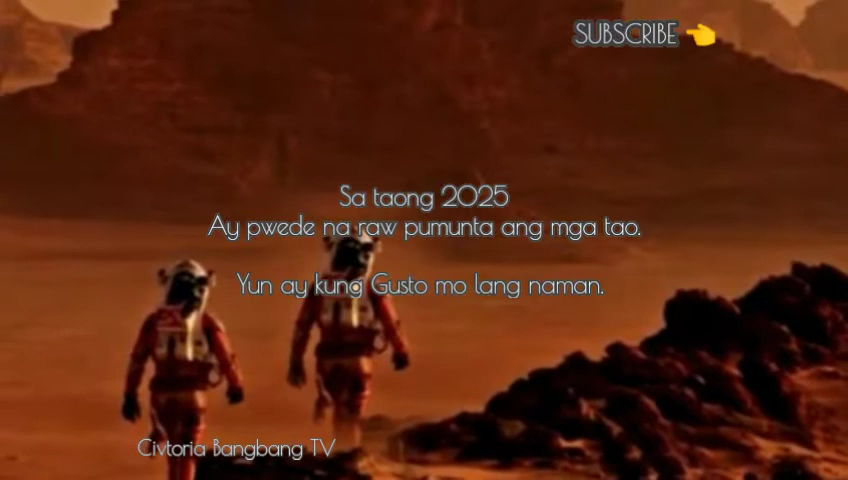 SUBSCRIBE 👈
Sa taong 2025
Ay pwede na raw pumunta ang mga tao.
Yun ay kung Gusto mo lang naman.
Civtoria Bangbang TV